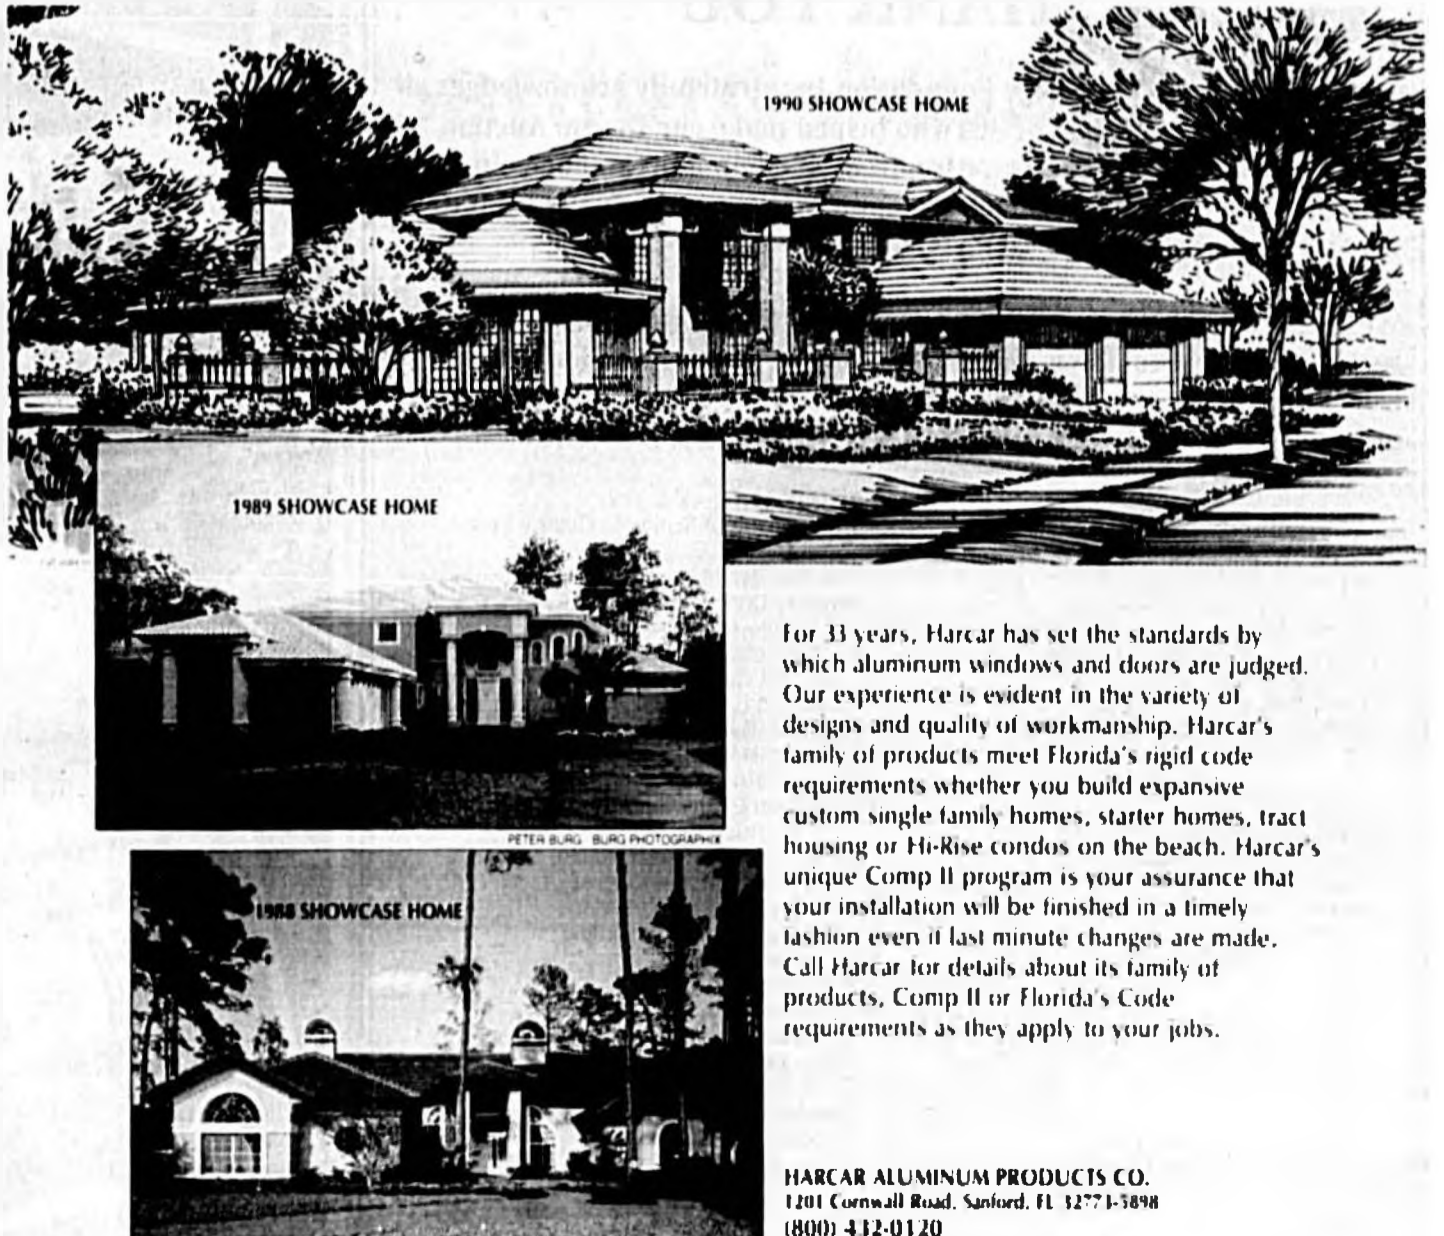 1990 SHOWCASE HOME
1989 SHOWCASE HOME
PETER BURG BURG PHOTOGRAPHIX
1988 SHOWCASE HOME
For 33 years, Harcar has set the standards by
which aluminum windows and doors are judged.
Our experience is evident in the variety of
designs and quality of workmanship. Harcar's
family of products meet Florida's rigid code
requirements whether you build expansive
custom single family homes, starter homes, tract
housing or Hi-Rise condos on the beach. Harcar's
unique Comp II program is your assurance that
your installation will be finished in a timely
fashion even if last minute changes are made.
Call Harcar for details about its family of
products, Comp II or Florida's Code
requirements as they apply to your jobs.
HARCAR ALUMINUM PRODUCTS CO.
1201 Cornwall Road, Sanford, FL 32773-5898
(800) 432-0120